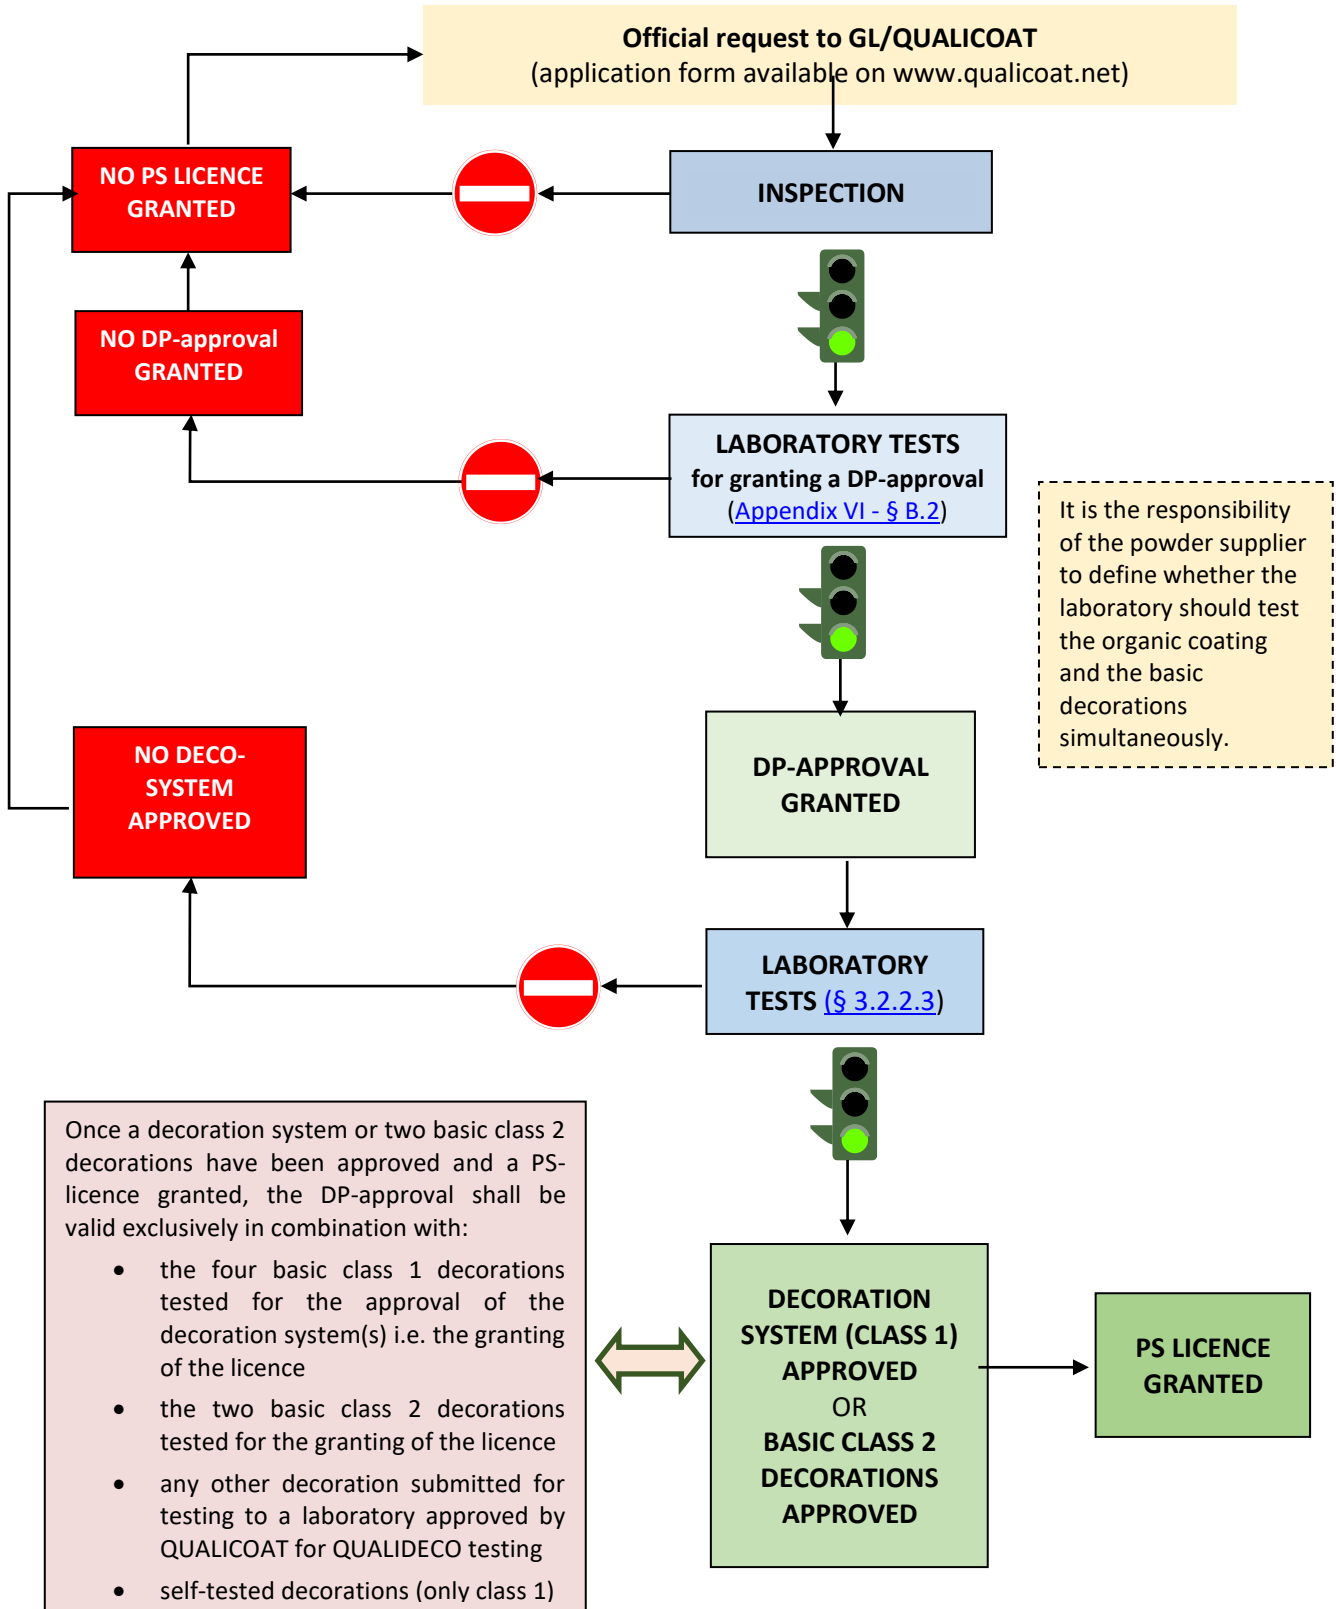 Official request to GL/QUALICOAT
(application form available on www.qualicoat.net)
NO PS LICENCE
GRANTED
INSPECTION
NO DP-approval
GRANTED
LABORATORY TESTS
for granting a DP-approval
(Appendix VI - § B.2)
It is the responsibility
of the powder supplier
to define whether the
laboratory should test
the organic coating
and the basic
decorations
simultaneously.
NO DECO-
SYSTEM
APPROVED
DP-APPROVAL
GRANTED
LABORATORY
TESTS (§ 3.2.2.3)
Once a decoration system or two basic class 2
decorations have been approved and a PS-
licence granted, the DP-approval shall be
valid exclusively in combination with:
• the four basic class 1 decorations
tested for the approval of the
decoration system(s) i.e. the granting
of the licence
• the two basic class 2 decorations
tested for the granting of the licence
• any other decoration submitted for
testing to a laboratory approved by
QUALICOAT for QUALIDECO testing
• self-tested decorations (only class 1)
DECORATION
SYSTEM (CLASS 1)
APPROVED
OR
BASIC CLASS 2
DECORATIONS
APPROVED
PS LICENCE
GRANTED